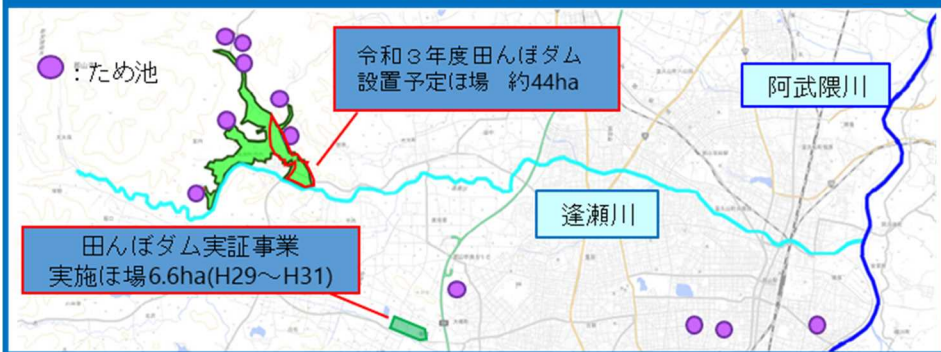 ：ため池
令和３年度田んぼダム
設置予定ほ場　約44ha
阿武隈川
逢瀬川
田んぼダム実証事業
実施ほ場6.6ha(H29～H31)